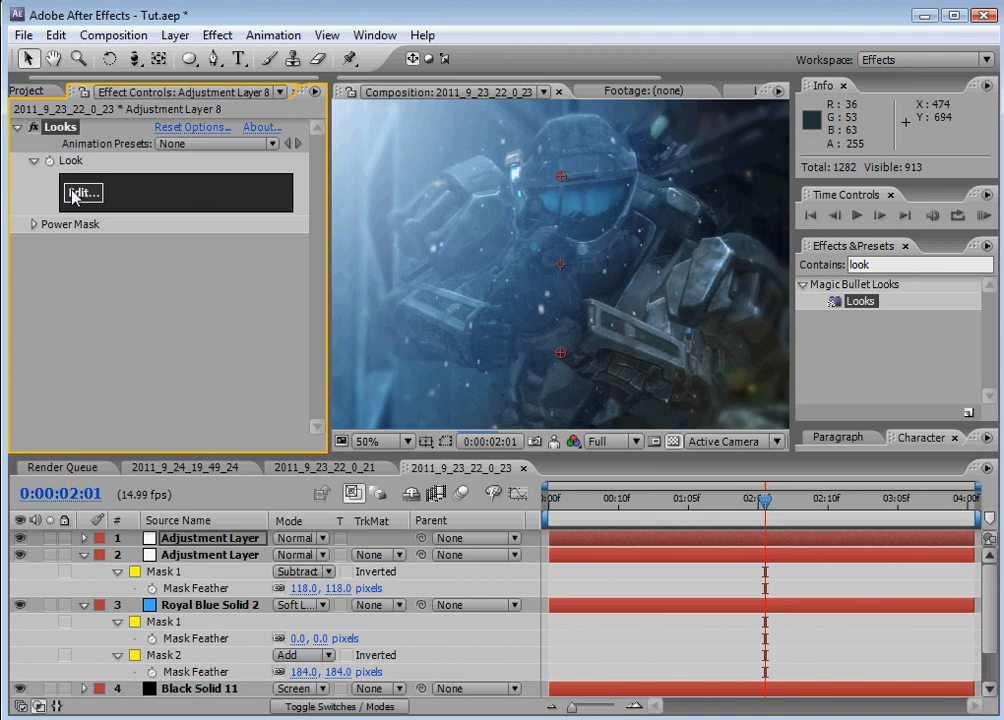 Adobe After Effects - Tut.aep *
File Edit Composition Layer Effect Animation View Window Help
Workspace: Effects
Project Effect Controls: Adjustment Layer 8
2011_9_23_22_0_23 * Adjustment Layer 8
fx Looks Reset Options... About...
Animation Presets: None
Look
Edit...
Power Mask
Composition: 2011_9_23_22_0_23 Footage: (none)
50% 0:00:02:01 Full Active Camera
Info
R: 36 X: 474
G: 53 Y: 694
B: 63
A: 255
Total: 1282 Visible: 913
Time Controls
Effects & Presets
Contains: look
Magic Bullet Looks
Looks
Paragraph Character
Render Queue 2011_9_24_19_49_24 2011_9_23_22_0_21 2011_9_23_22_0_23
0:00:02:01 (14.99 fps)
:00f 00:10f 01:05f 02:0 02:10f 03:05f 04:00f
# Source Name Mode T TrkMat Parent
1 Adjustment Layer Normal None
2 Adjustment Layer Normal None None
Mask 1 Subtract Inverted
Mask Feather 118.0, 118.0 pixels
3 Royal Blue Solid 2 Soft L... None None
Mask 1
Mask Feather 0.0, 0.0 pixels
Mask 2 Add Inverted
Mask Feather 184.0, 184.0 pixels
4 Black Solid 11 Screen None None
Toggle Switches / Modes